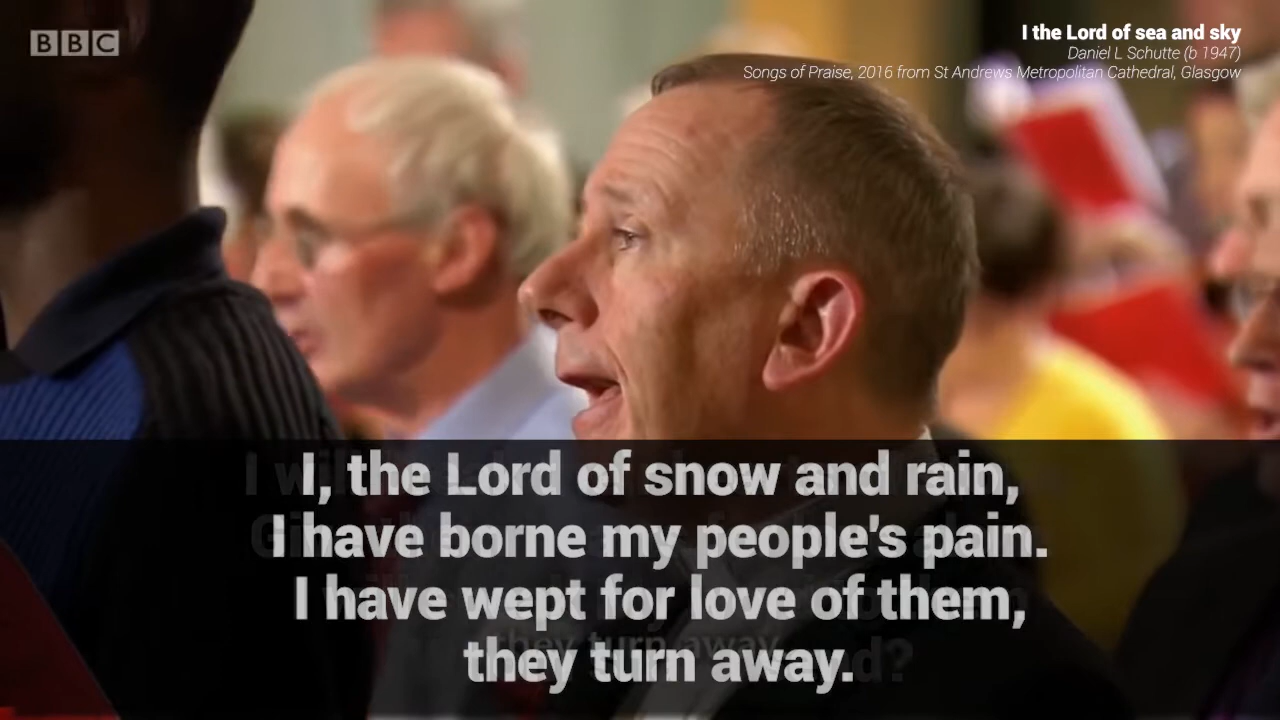 BBC
I the Lord of sea and sky
Daniel L Schutte (b 1947)
Songs of Praise, 2016 from St Andrews Metropolitan Cathedral, Glasgow
I, the Lord of snow and rain,
I have borne my people's pain.
I have wept for love of them,
they turn away.